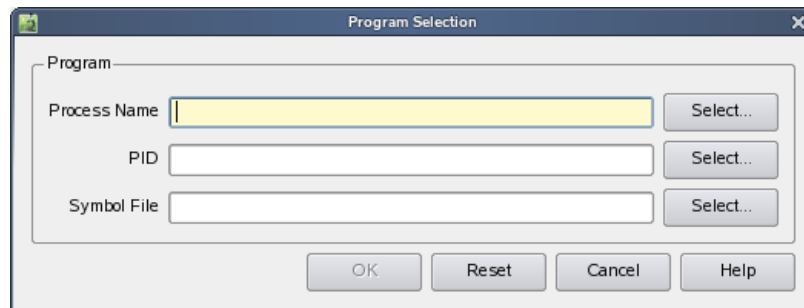 Program Selection
Program
Process Name Select...
PID Select...
Symbol File Select...
OK Reset Cancel Help